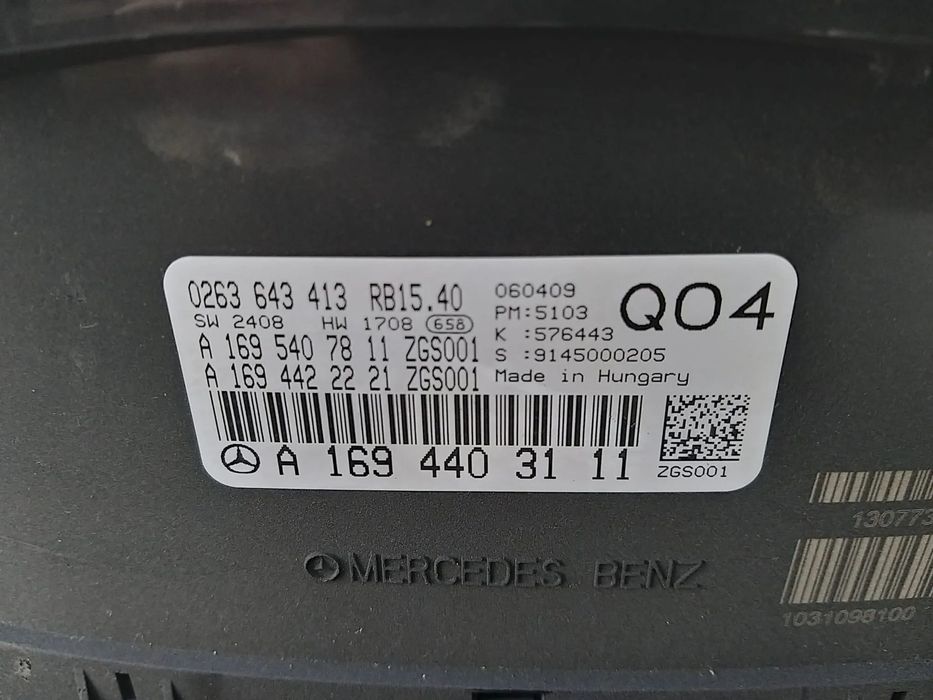 0263 643 413 RB15.40
SW 2408 HW 1708 658
A 169 540 78 11 ZGS001
A 169 442 22 21 ZGS001
060409
PM:5103
K :576443
S :9145000205
Made in Hungary
Q04
A 169 440 31 11
ZGS001
MERCEDES BENZ
130773
1031098100